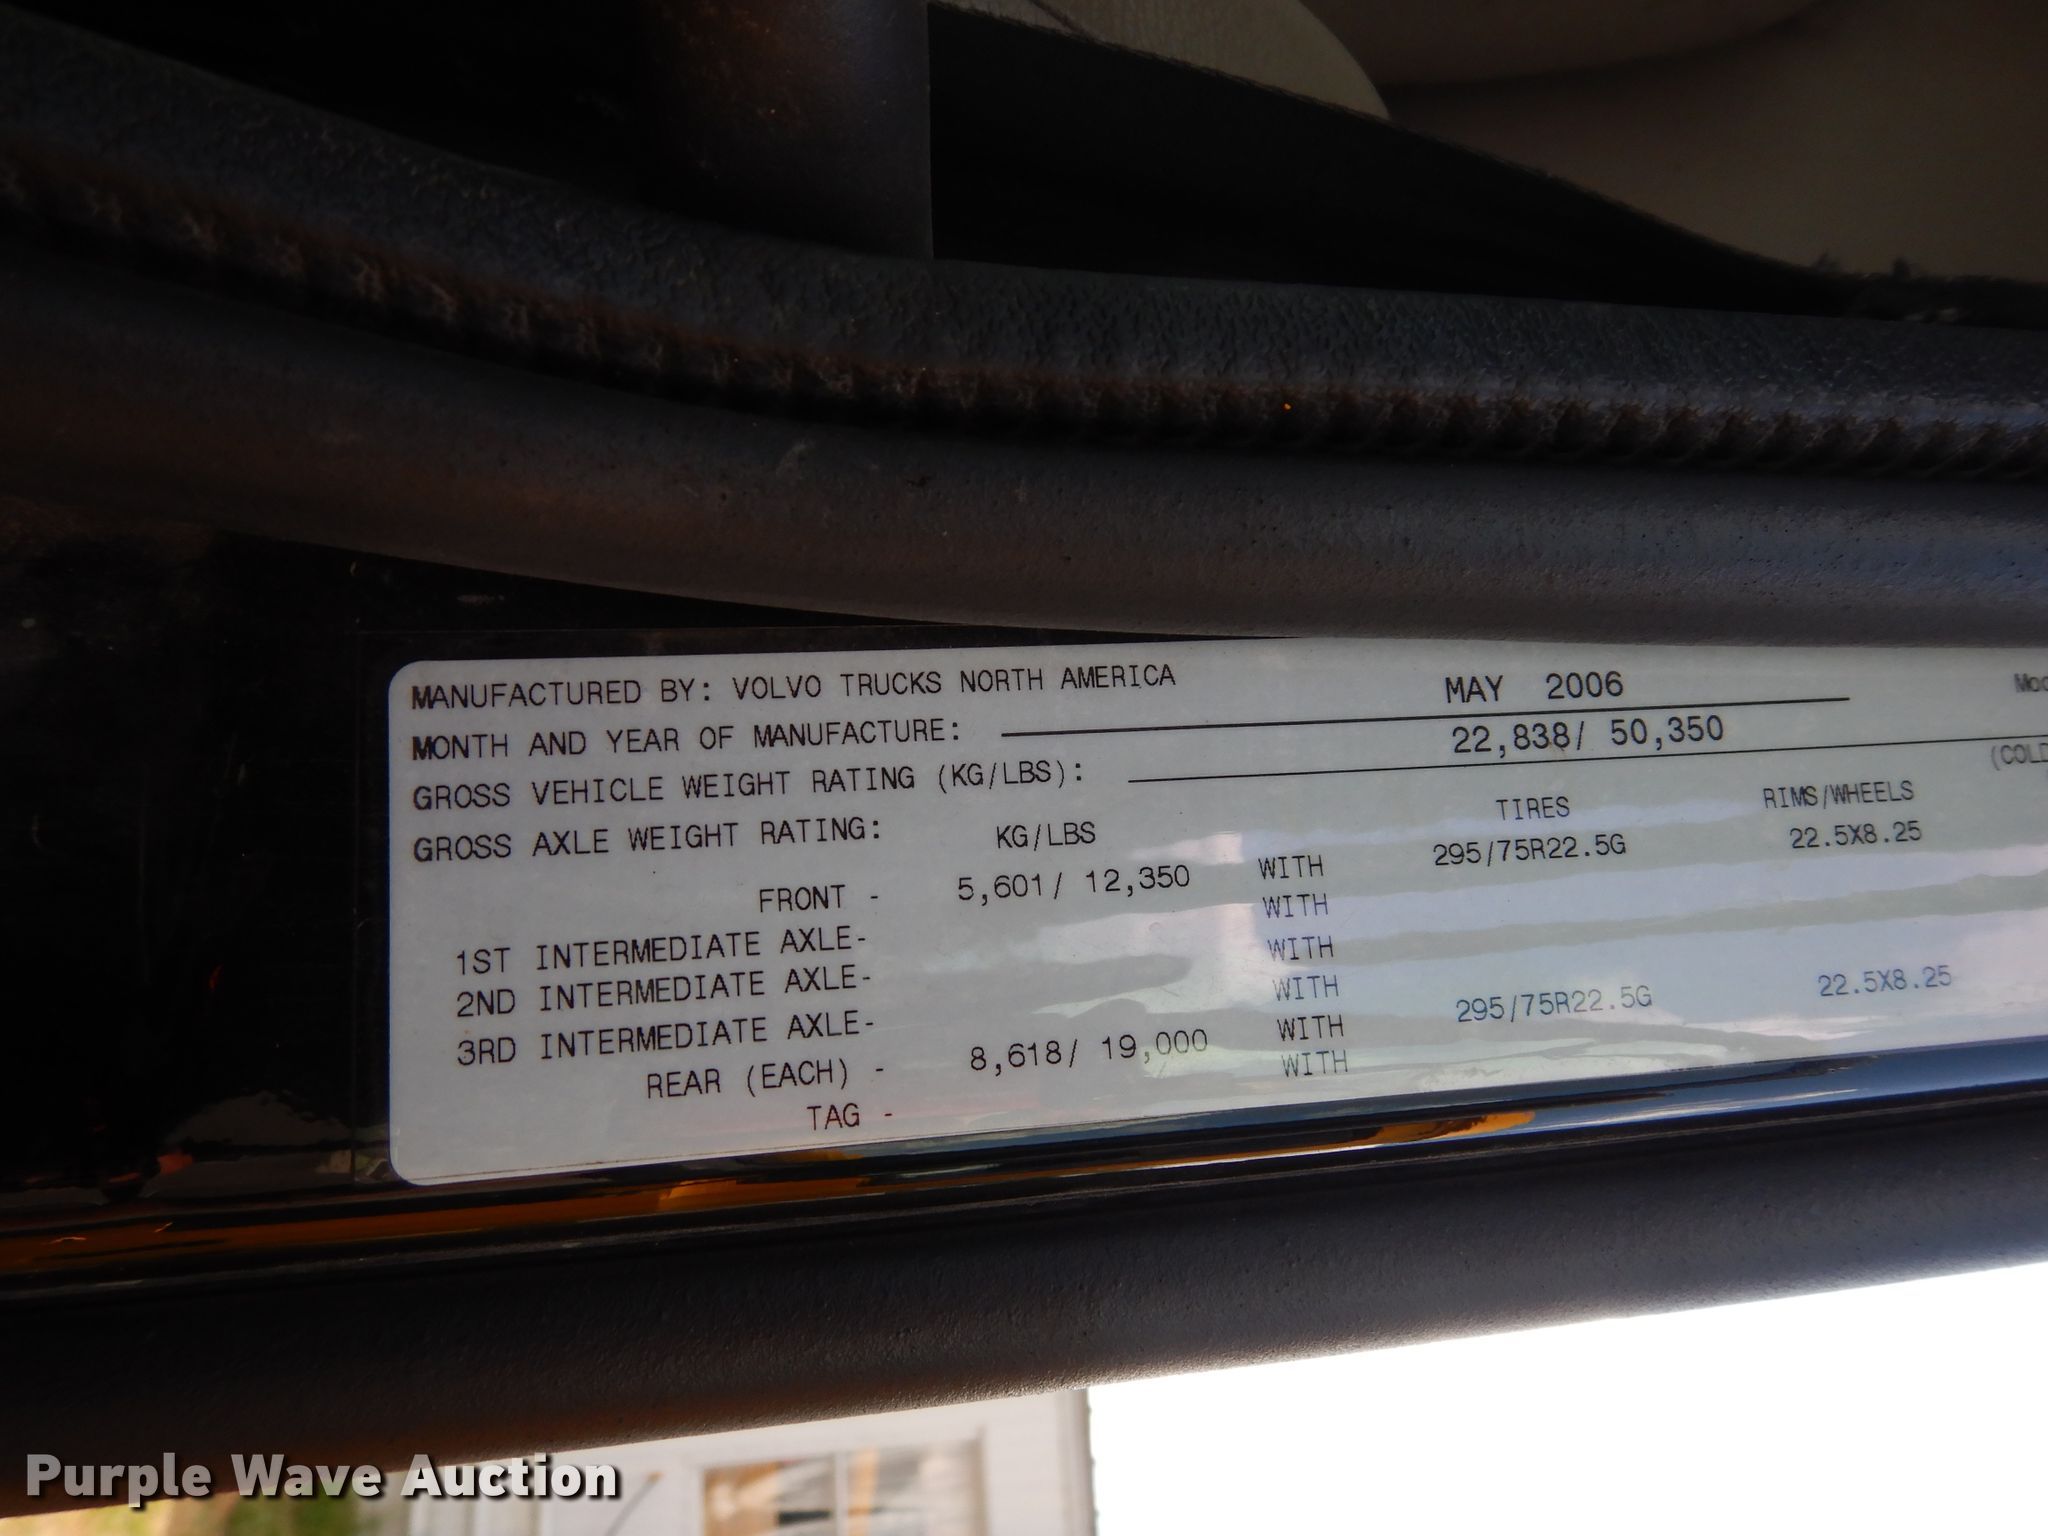 MANUFACTURED BY: VOLVO TRUCKS NORTH AMERICA
MONTH AND YEAR OF MANUFACTURE: MAY 2006
GROSS VEHICLE WEIGHT RATING (KG/LBS): 22,838/ 50,350
GROSS AXLE WEIGHT RATING: KG/LBS TIRES RIMS/WHEELS (COLD
FRONT - 5,601/ 12,350 WITH 295/75R22.5G 22.5X8.25
1ST INTERMEDIATE AXLE- WITH
2ND INTERMEDIATE AXLE- WITH
3RD INTERMEDIATE AXLE- WITH
REAR (EACH) - 8,618/ 19,000 WITH 295/75R22.5G 22.5X8.25
TAG - WITH
Purple Wave Auction